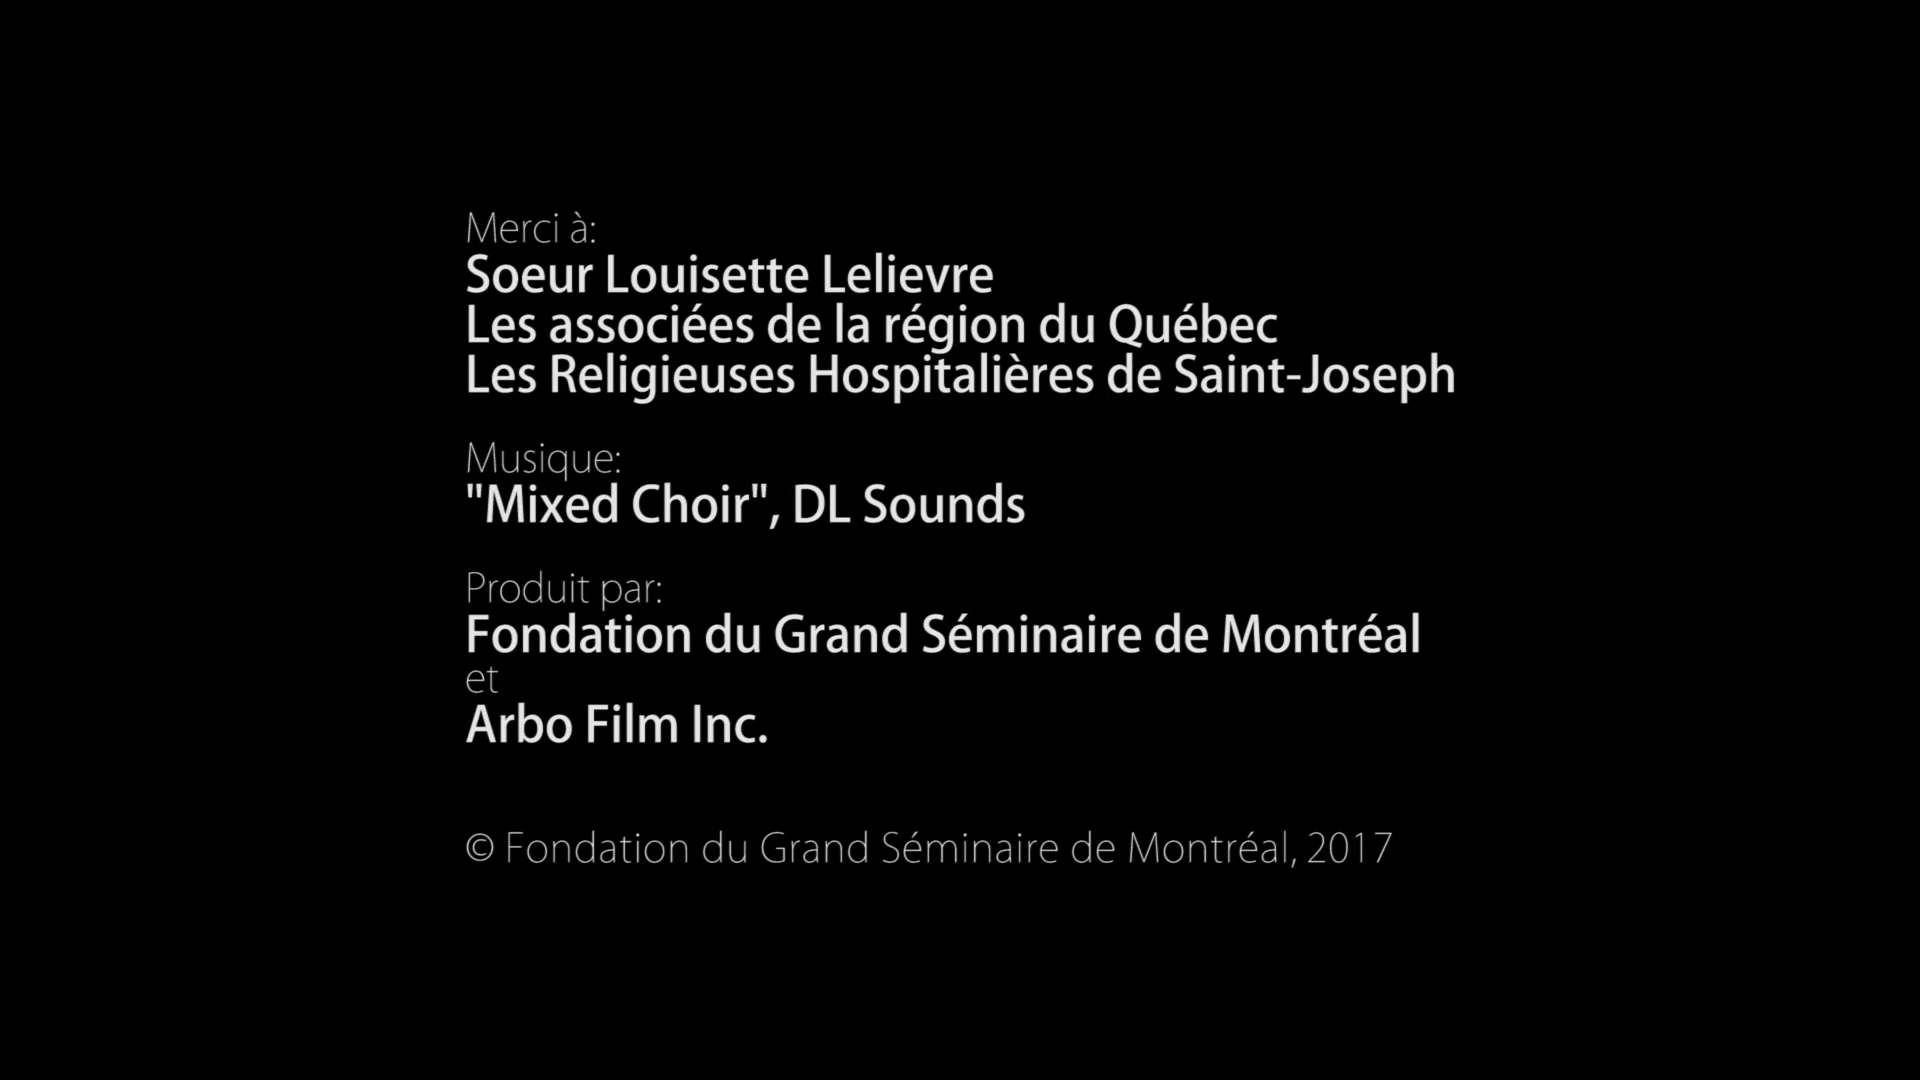 Merci à:
Soeur Louisette Lelievre
Les associées de la région du Québec
Les Religieuses Hospitalières de Saint-Joseph
Musique:
"Mixed Choir", DL Sounds
Produit par:
Fondation du Grand Séminaire de Montréal
et
Arbo Film Inc.
© Fondation du Grand Séminaire de Montréal, 2017